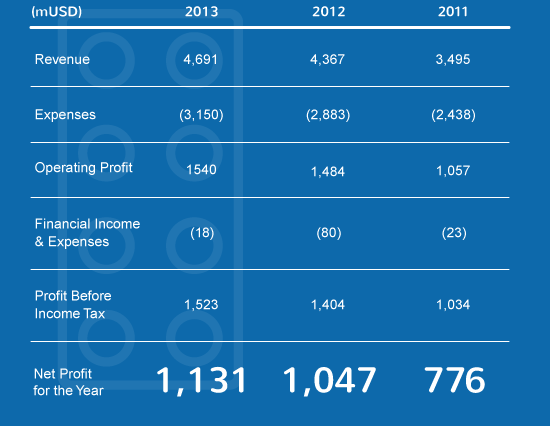 (mUSD) 2013 2012 2011
Revenue 4,691 4,367 3,495
Expenses (3,150) (2,883) (2,438)
Operating Profit 1540 1,484 1,057
Financial Income
& Expenses (18) (80) (23)
Profit Before
Income Tax 1,523 1,404 1,034
Net Profit
for the Year 1,131 1,047 776